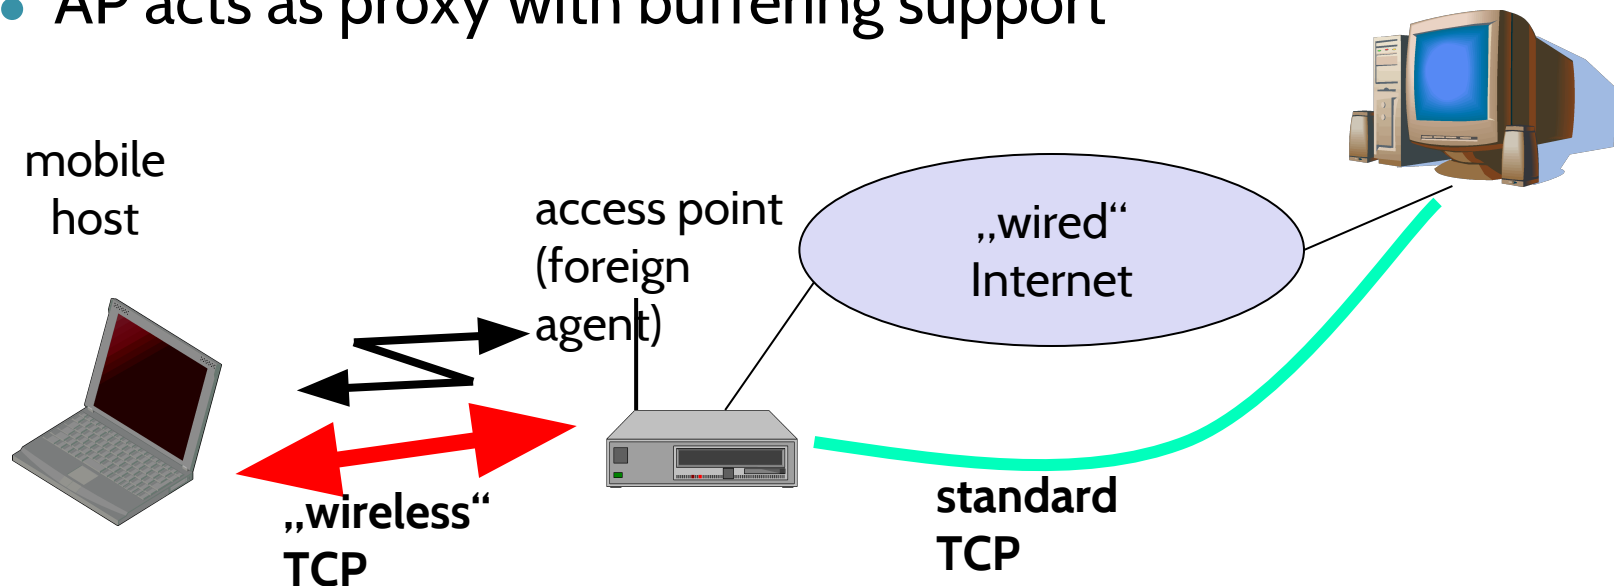 • AP acts as proxy with buffering support
mobile
host
access point
(foreign
agent)
„wired“
Internet
„wireless“
TCP
standard
TCP